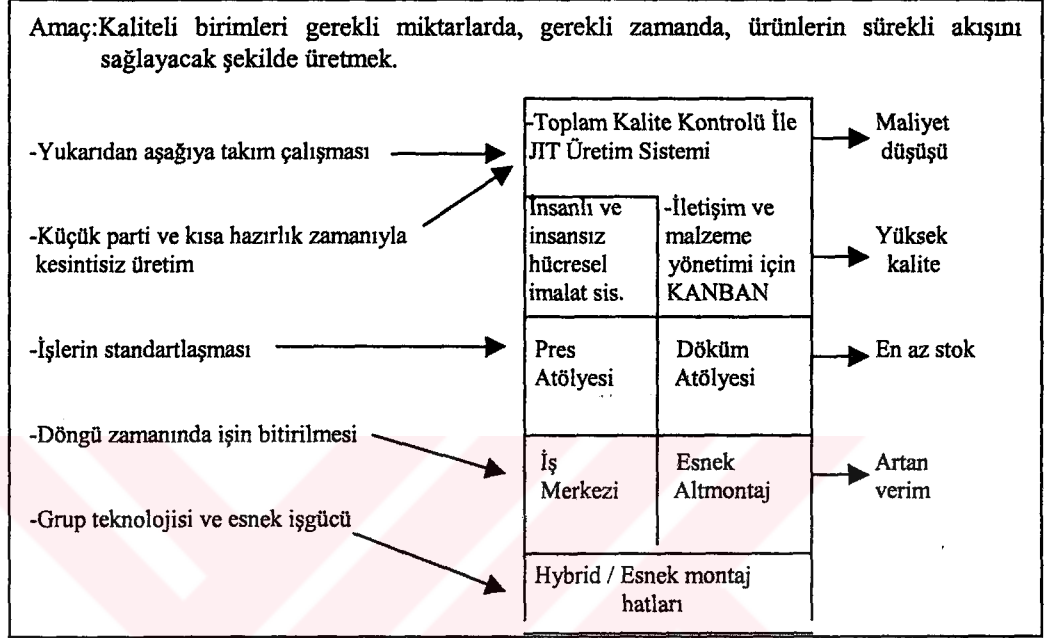 Amaç:Kaliteli birimleri gerekli miktarlarda, gerekli zamanda, ürünlerin sürekli akışını
sağlayacak şekilde üretmek.
-Yukarıdan aşağıya takım çalışması
-Küçük parti ve kısa hazırlık zamanıyla
kesintisiz üretim
-İşlerin standartlaşması
-Döngü zamanında işin bitirilmesi
-Grup teknolojisi ve esnek işgücü
-Toplam Kalite Kontrolü İle
JIT Üretim Sistemi
İnsanlı ve
insansız
hücresel
imalat sis.
-İletişim ve
malzeme
yönetimi için
KANBAN
Pres
Atölyesi
Döküm
Atölyesi
İş
Merkezi
Esnek
Altmontaj
Hybrid / Esnek montaj
hatları
Maliyet
düşüşü
Yüksek
kalite
En az stok
Artan
verim